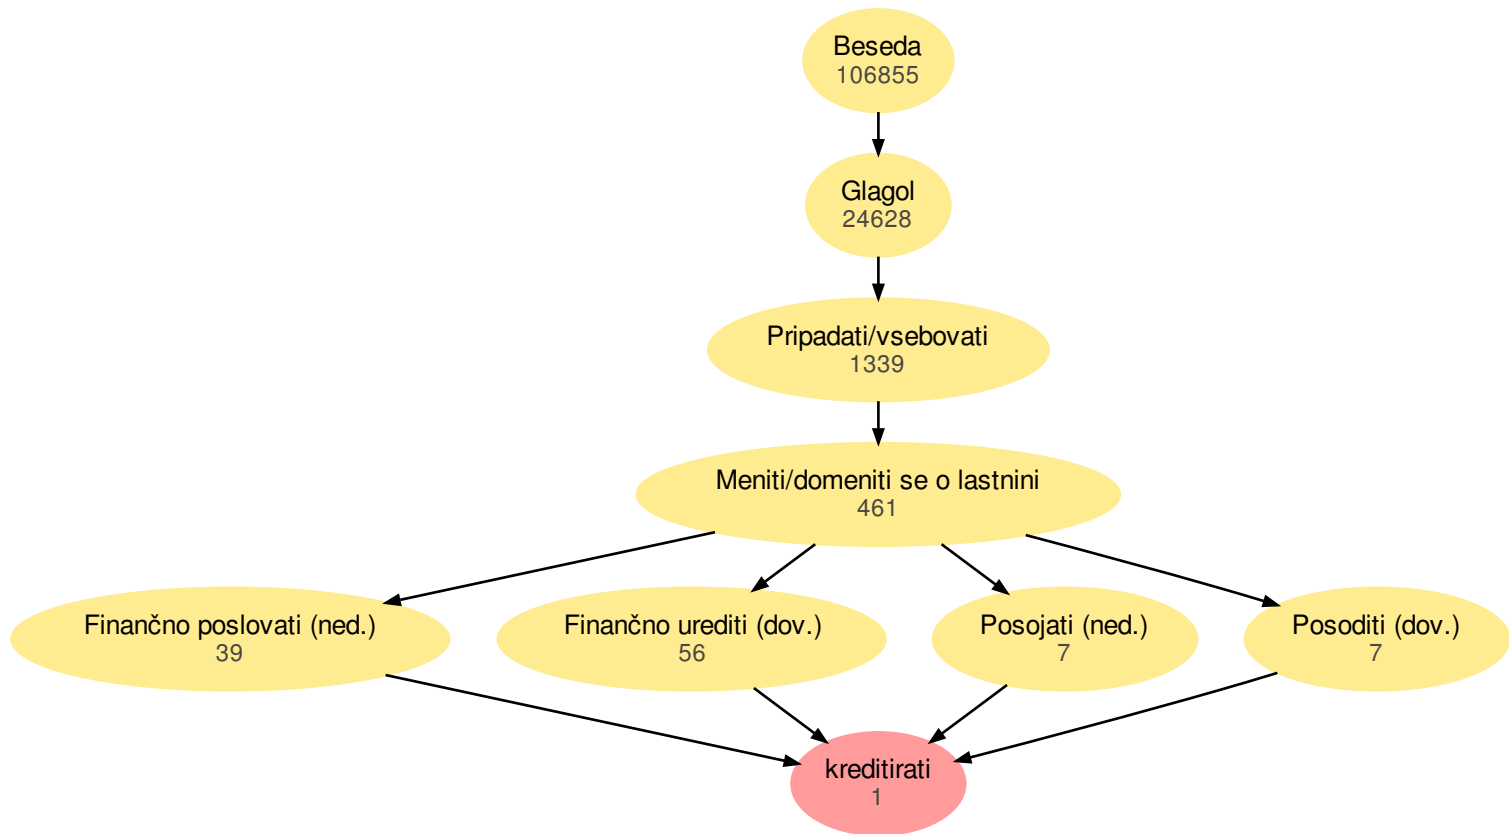 Beseda
106855
Glagol
24628
Pripadati/vsebovati
1339
Meniti/domeniti se o lastnini
461
Finančno poslovati (ned.)
39
Finančno urediti (dov.)
56
Posojati (ned.)
7
Posoditi (dov.)
7
kreditirati
1